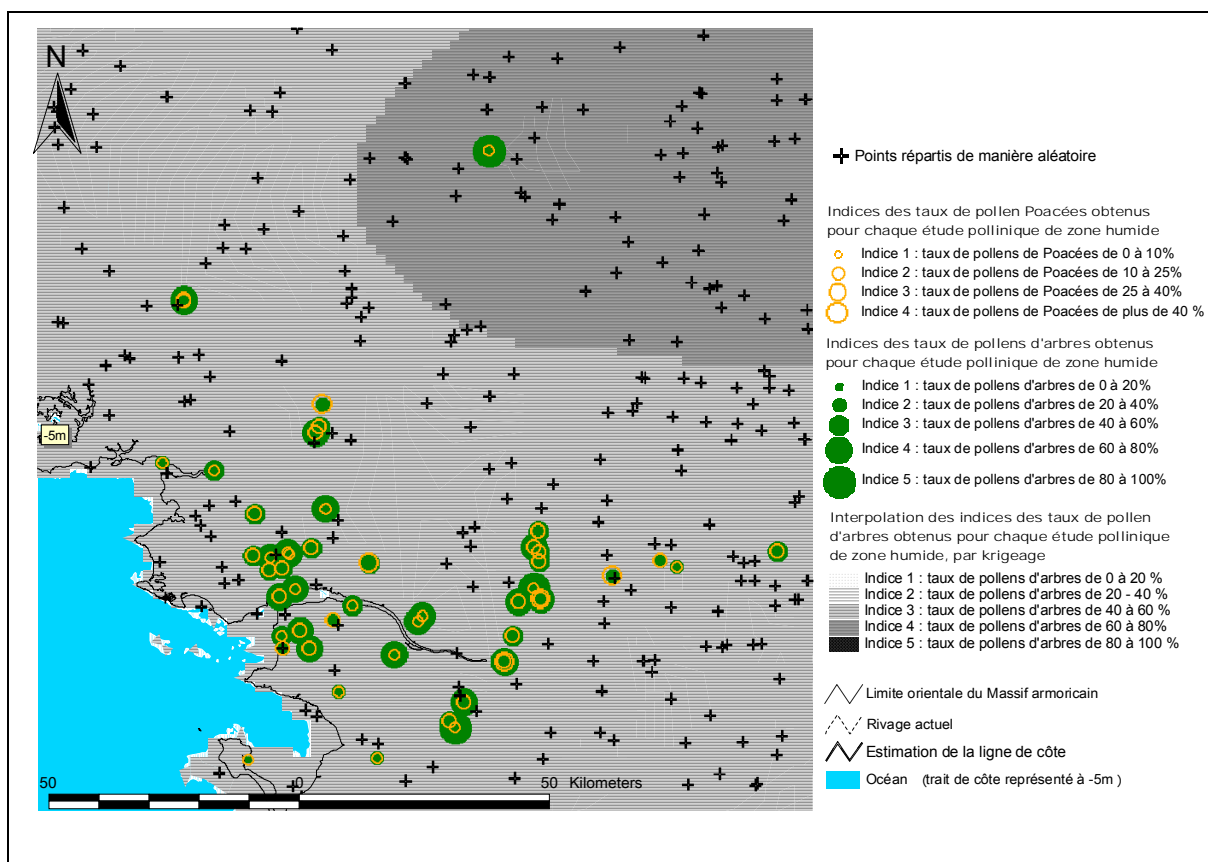 N
-5m
50
0
50 Kilometers
Points répartis de manière aléatoire
Indices des taux de pollen Poacées obtenus
pour chaque étude pollinique de zone humide
Indice 1 : taux de pollens de Poacées de 0 à 10%
Indice 2 : taux de pollens de Poacées de 10 à 25%
Indice 3 : taux de pollens de Poacées de 25 à 40%
Indice 4 : taux de pollens de Poacées de plus de 40 %
Indices des taux de pollens d'arbres obtenus
pour chaque étude pollinique de zone humide
Indice 1 : taux de pollens d'arbres de 0 à 20%
Indice 2 : taux de pollens d'arbres de 20 à 40%
Indice 3 : taux de pollens d'arbres de 40 à 60%
Indice 4 : taux de pollens d'arbres de 60 à 80%
Indice 5 : taux de pollens d'arbres de 80 à 100%
Interpolation des indices des taux de pollen
d'arbres obtenus pour chaque étude pollinique
de zone humide, par krigeage
Indice 1 : taux de pollens d'arbres de 0 à 20 %
Indice 2 : taux de pollens d'arbres de 20 - 40 %
Indice 3 : taux de pollens d'arbres de 40 à 60 %
Indice 4 : taux de pollens d'arbres de 60 à 80%
Indice 5 : taux de pollens d'arbres de 80 à 100 %
Limite orientale du Massif armoricain
Rivage actuel
Estimation de la ligne de côte
Océan (trait de côte représenté à -5m )